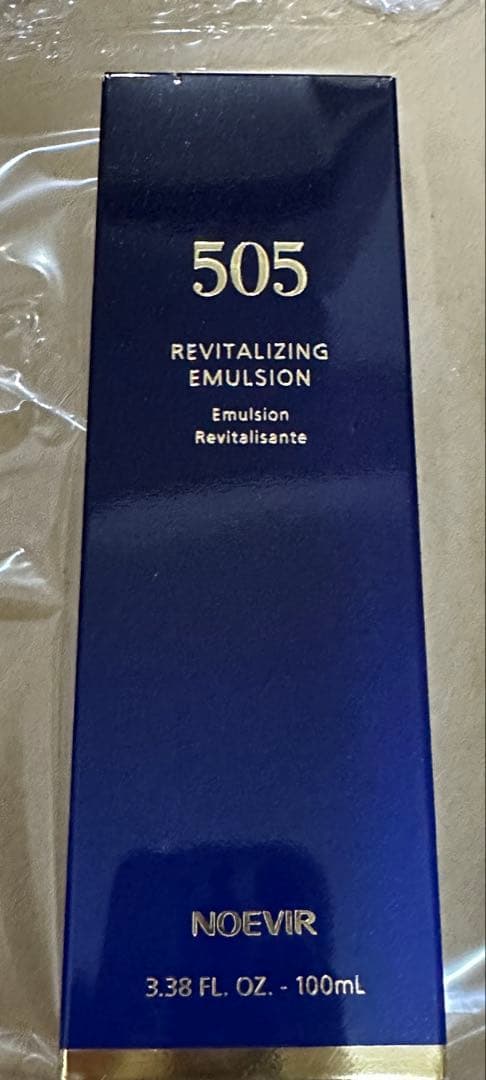 505
REVITALIZING
EMULSION
Emulsion
Revitalisante
NOEVIR
3.38 FL. OZ. - 100mL